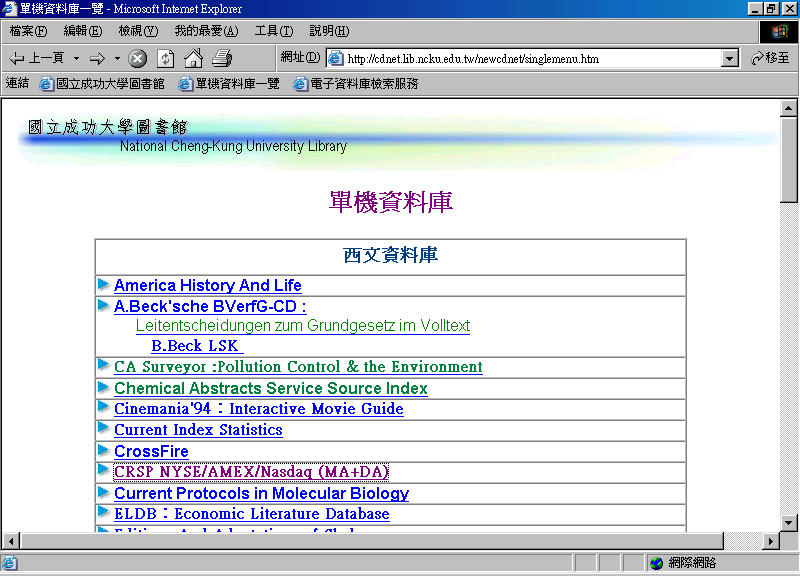 單機資料庫一覽 - Microsoft Internet Explorer
檔案(F) 編輯(E) 檢視(V) 我的最愛(A) 工具(T) 說明(H)
上一頁 網址(D) http://cdnet.lib.ncku.edu.tw/newcdnet/singlemenu.htm 移至
連結 國立成功大學圖書館 單機資料庫一覽 電子資料庫檢索服務
國立成功大學圖書館
National Cheng-Kung University Library
單機資料庫
西文資料庫
America History And Life
A.Beck'sche BVerfG-CD :
Leitentscheidungen zum Grundgesetz im Volltext
B.Beck LSK
CA Surveyor :Pollution Control & the Environment
Chemical Abstracts Service Source Index
Cinemania'94：Interactive Movie Guide
Current Index Statistics
CrossFire
CRSP NYSE/AMEX/Nasdaq (MA+DA)
Current Protocols in Molecular Biology
ELDB：Economic Literature Database
網際網路